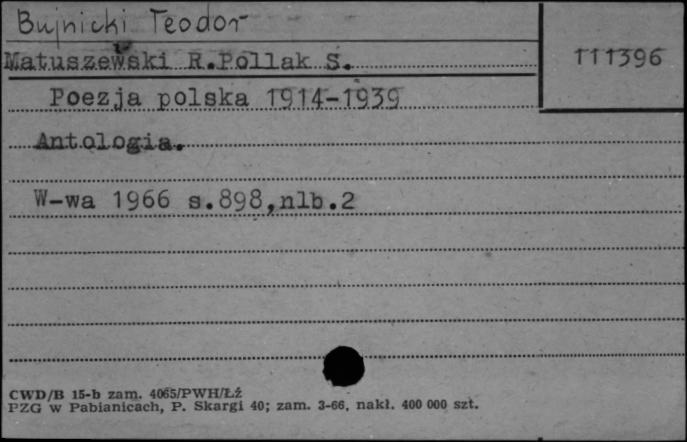 Bujnicki Teodor
Matuszewski R.Pollak S.
111396
Poezja polska 1914-1939
Antologia.
W-wa 1966 s.898,nlb.2
CWD/B 15-b zam. 4065/PWH/Łź
PZG w Pabianicach, P. Skargi 40; zam. 3-66, nakł. 400 000 szt.